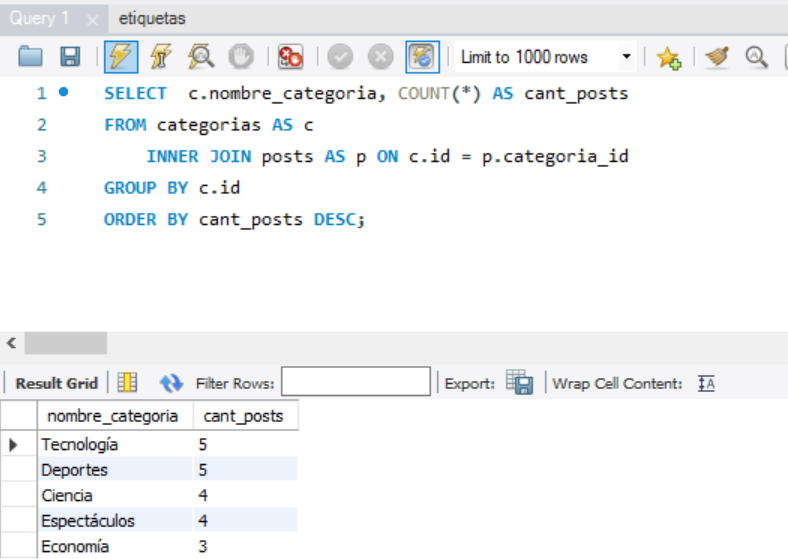 Query 1 etiquetas
Limit to 1000 rows
1 SELECT c.nombre_categoria, COUNT(*) AS cant_posts
2 FROM categorias AS c
3 INNER JOIN posts AS p ON c.id = p.categoria_id
4 GROUP BY c.id
5 ORDER BY cant_posts DESC;
Result Grid Filter Rows: Export: Wrap Cell Content: IA
nombre_categoria cant_posts
Tecnología 5
Deportes 5
Ciencia 4
Espectáculos 4
Economía 3